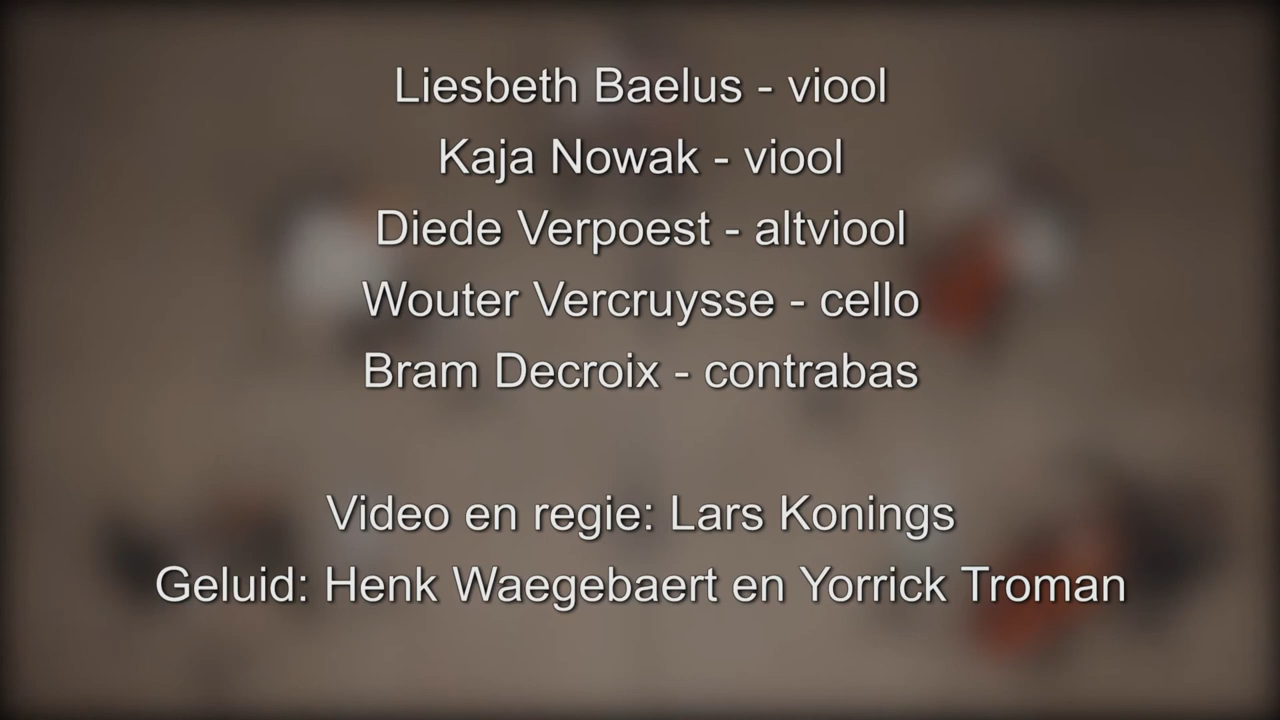 Liesbeth Baelus - viool
Kaja Nowak - viool
Diede Verpoest - altviool
Wouter Vercruysse - cello
Bram Decroix - contrabas
Video en regie: Lars Konings
Geluid: Henk Waegebaert en Yorrick Troman